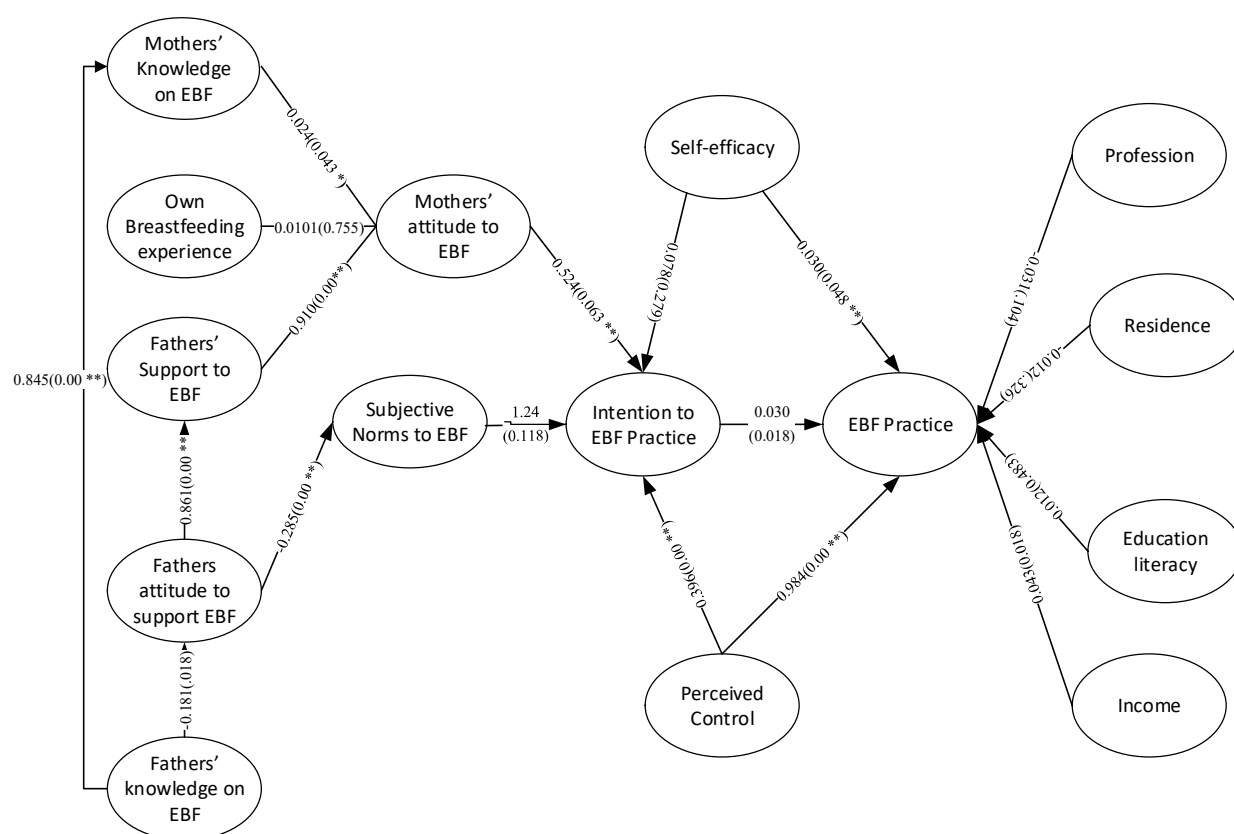 Mothers’
Knowledge
on EBF
0.024(0.043 *)
Own
Breastfeeding
experience
0.0101(0.755)
Mothers’
attitude to
EBF
Fathers’
Support to
EBF
0.910(0.00**)
0.845(0.00 **)
0.861(0.00 **)
Fathers
attitude to
support EBF
-0.181(.018)
Fathers’
knowledge on
EBF
-0.285(0.00 **)
Subjective
Norms to EBF
1.24
(0.118)
0.524(0.063 **)
Self-efficacy
0.078(0.279)
0.030(0.048 **)
Intention to
EBF Practice
0.030
(0.018)
EBF Practice
0.396(0.00 **)
0.984(0.00 **)
Perceived
Control
Profession
-0.031(.104)
Residence
-0.012(.326)
Education
literacy
0.012(0.483)
Income
0.043(0.018)